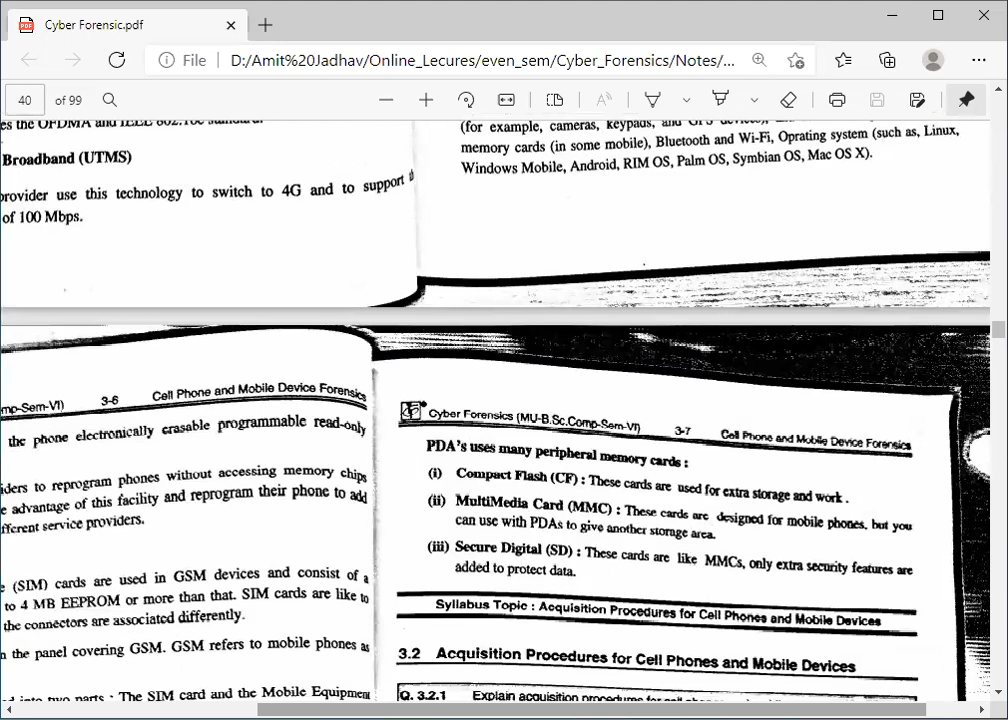 Cyber Forensic.pdf
File
D:/Amit%20Jadhav/Online_Lecures/even_sem/Cyber_Forensics/Notes/...
40 of 99
es the OFDMA and IEEE 802.16e standard.
Broadband (UTMS)
provider use this technology to switch to 4G and to support
of 100 Mbps.
(for example, cameras, keypads, and GPS devices),
memory cards (in some mobile), Bluetooth and Wi-Fi, Oprating system (such as, Linux,
Windows Mobile, Android, RIM OS, Palm OS, Symbian OS, Mac OS X).
mp-Sem-VI) 3-6 Cell Phone and Mobile Device Forensics
the phone electronically erasable programmable read-only
iders to reprogram phones without accessing memory chips
e advantage of this facility and reprogram their phone to add
fferent service providers.
e (SIM) cards are used in GSM devices and consist of a
to 4 MB EEPROM or more than that. SIM cards are like to
the connectors are associated differently.
n the panel covering GSM. GSM refers to mobile phones as
d into two parts : The SIM card and the Mobile Equipment
Cyber Forensics (MU-B.Sc.Comp-Sem-VI) 3-7 Cell Phone and Mobile Device Forensics
PDA's uses many peripheral memory cards :
(i) Compact Flash (CF) : These cards are used for extra storage and work .
(ii) MultiMedia Card (MMC) : These cards are designed for mobile phones, but you
can use with PDAs to give another storage area.
(iii) Secure Digital (SD) : These cards are like MMCs, only extra security features are
added to protect data.
Syllabus Topic : Acquisition Procedures for Cell Phones and Mobile Devices
3.2 Acquisition Procedures for Cell Phones and Mobile Devices
Q. 3.2.1 Explain acquisition procedures for cell